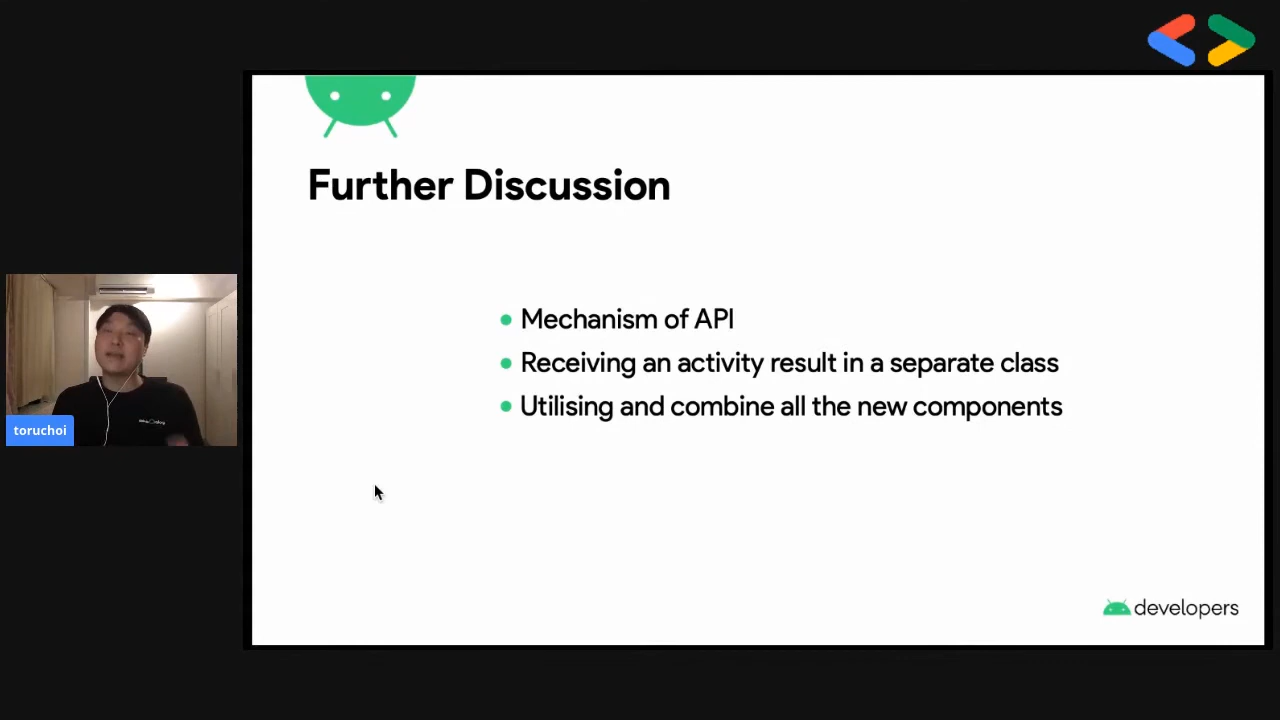 Further Discussion
Mechanism of API
Receiving an activity result in a separate class
Utilising and combine all the new components
toruchoi
developers